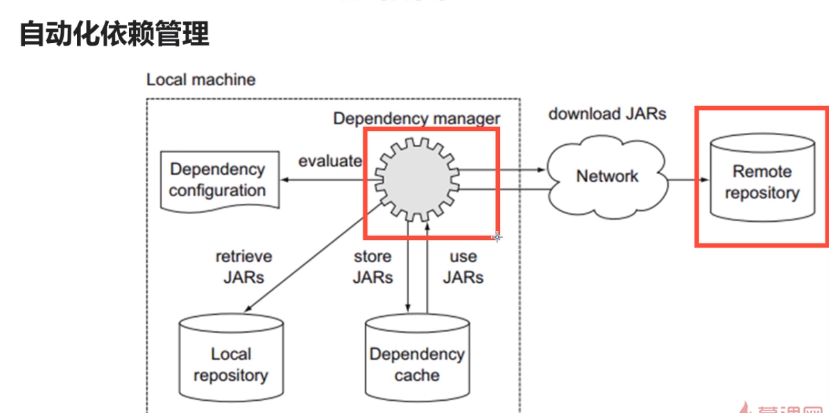 自动化依赖管理
Local machine
Dependency manager
download JARs
Dependency
configuration
evaluate
Network
Remote
repository
retrieve
JARs
store
JARs
use
JARs
Local
repository
Dependency
cache